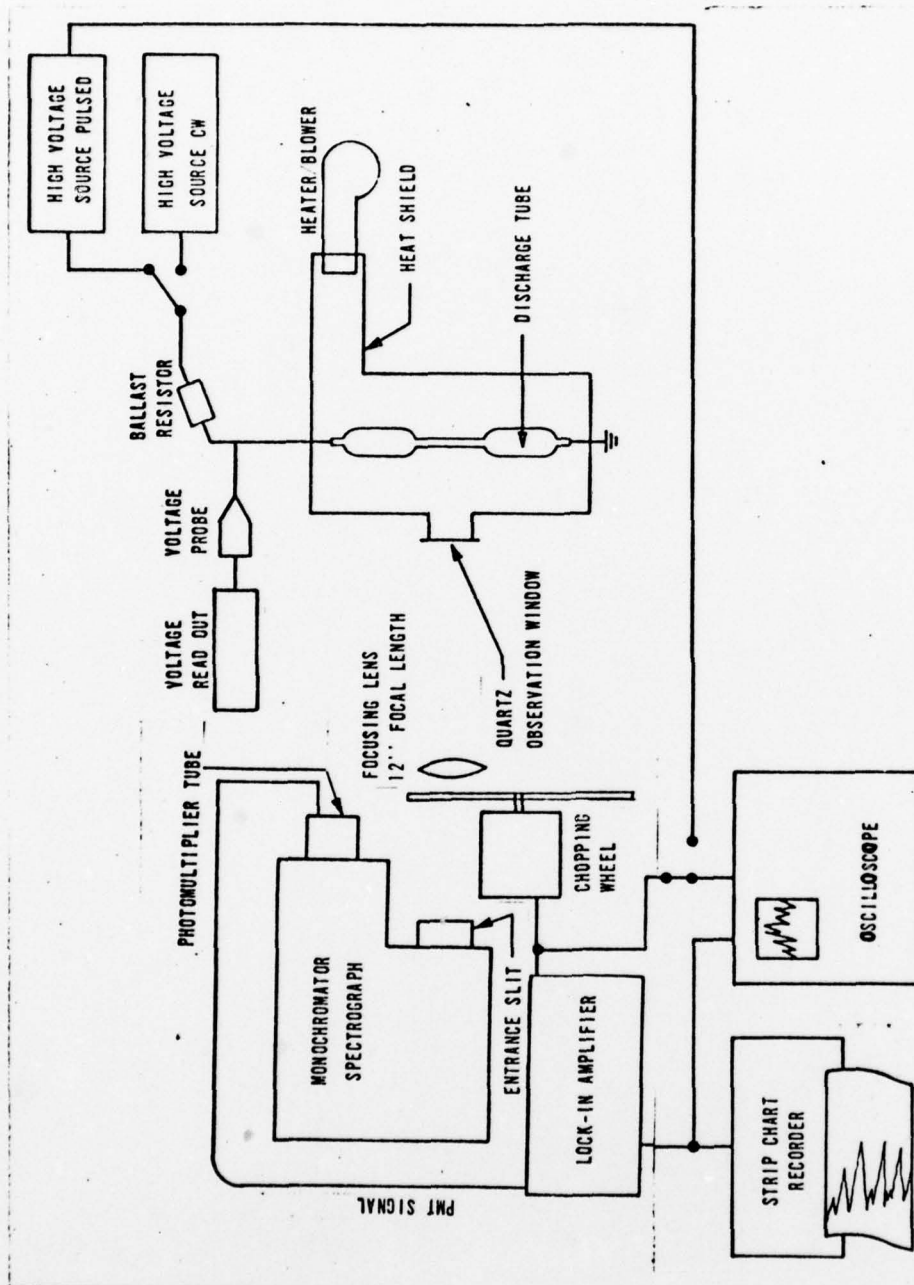 HIGH VOLTAGE
SOURCE PULSED
HIGH VOLTAGE
SOURCE CW
BALLAST
RESISTOR
VOLTAGE
PROBE
VOLTAGE
READ OUT
HEATER/BLOWER
HEAT SHIELD
DISCHARGE TUBE
QUARTZ
OBSERVATION WINDOW
FOCUSING LENS
12'' FOCAL LENGTH
PHOTOMULTIPLIER TUBE
MONOCHROMATOR
SPECTROGRAPH
ENTRANCE SLIT
CHOPPING
WHEEL
PMT SIGNAL
LOCK-IN AMPLIFIER
STRIP CHART
RECORDER
OSCILLOSCOPE